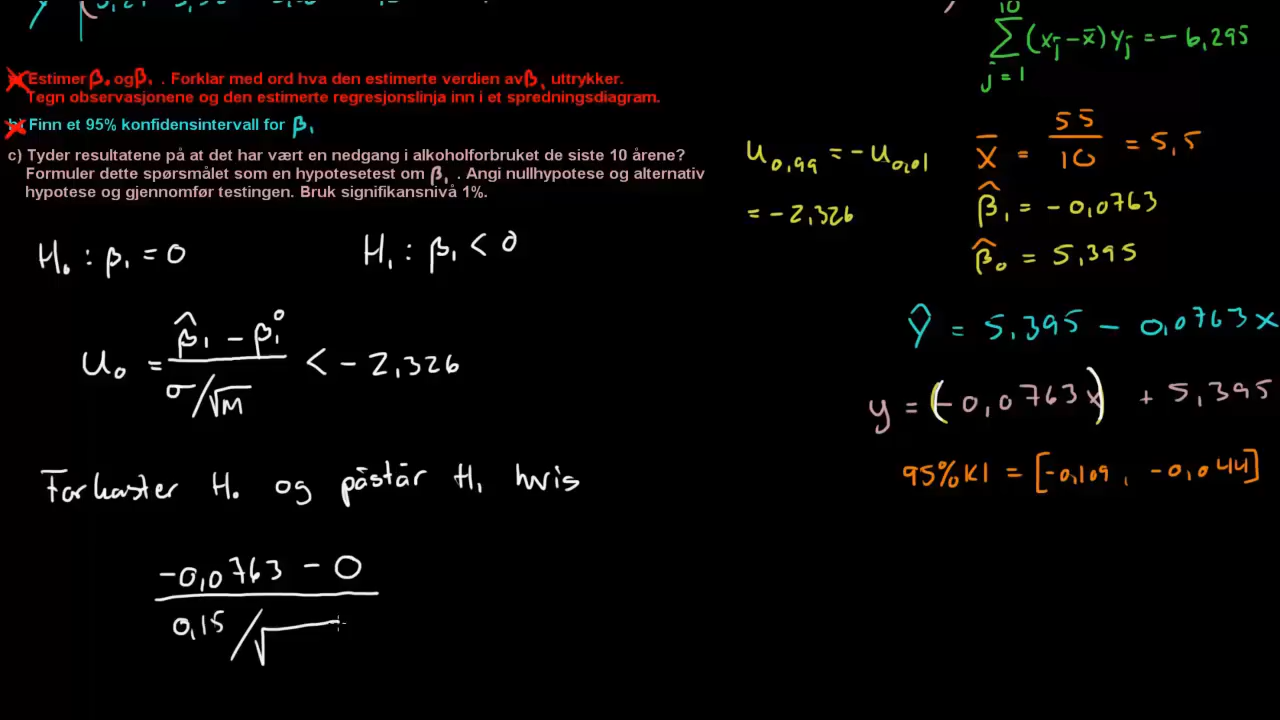 10
∑ (xⱼ-x̄)yⱼ = - 6,295
j=1
Estimer β₀ og β₁ . Forklar med ord hva den estimerte verdien av β₁ uttrykker.
Tegn observasjonene og den estimerte regresjonslinja inn i et spredningsdiagram.
Finn et 95% konfidensintervall for β₁
c) Tyder resultatene på at det har vært en nedgang i alkoholforbruket de siste 10 årene?
Formuler dette spørsmålet som en hypotesetest om β₁ . Angi nullhypotese og alternativ
hypotese og gjennomfør testingen. Bruk signifikansnivå 1%.
H₀ : β₁ = 0
H₁ : β₁ < 0
U₀ = (β̂₁ - β₁⁰) / (σ/√M) < - 2,326
Forkaster H₀ og påstår H₁ hvis
-0,0763 - 0
0,15/√
U₀,₉₉ = - U₀,₀₁
= - 2,326
x̄ = 55/10 = 5,5
β̂₁ = - 0,0763
β̂₀ = 5,395
Ŷ = 5,395 - 0,0763x
y = (- 0,0763x) + 5,395
95% KI = [-0,109 , -0,044]